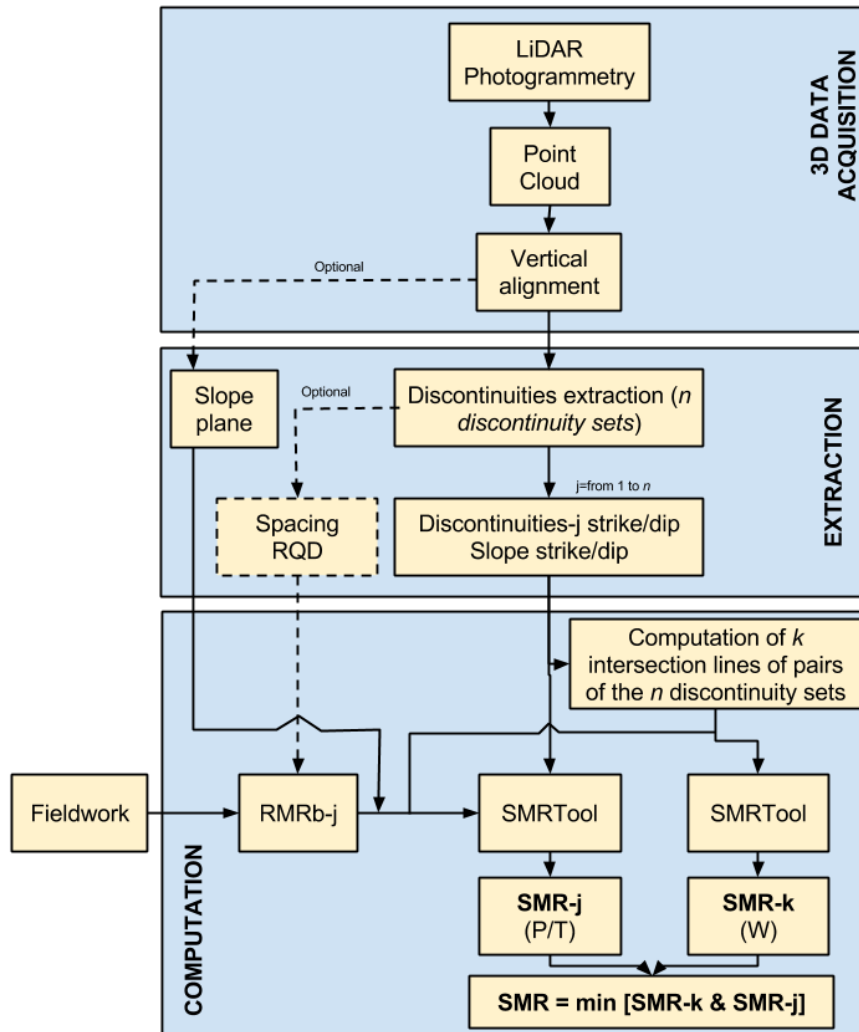 LiDAR
Photogrammetry
3D DATA
ACQUISITION
Point
Cloud
Optional
Vertical
alignment
Slope
plane
Optional
Discontinuities extraction (n
discontinuity sets)
EXTRACTION
j=from 1 to n
Spacing
RQD
Discontinuities-j strike/dip
Slope strike/dip
Computation of k
intersection lines of pairs
of the n discontinuity sets
Fieldwork
RMRb-j
SMRTool
SMRTool
COMPUTATION
SMR-j
(P/T)
SMR-k
(W)
SMR = min [SMR-k & SMR-j]